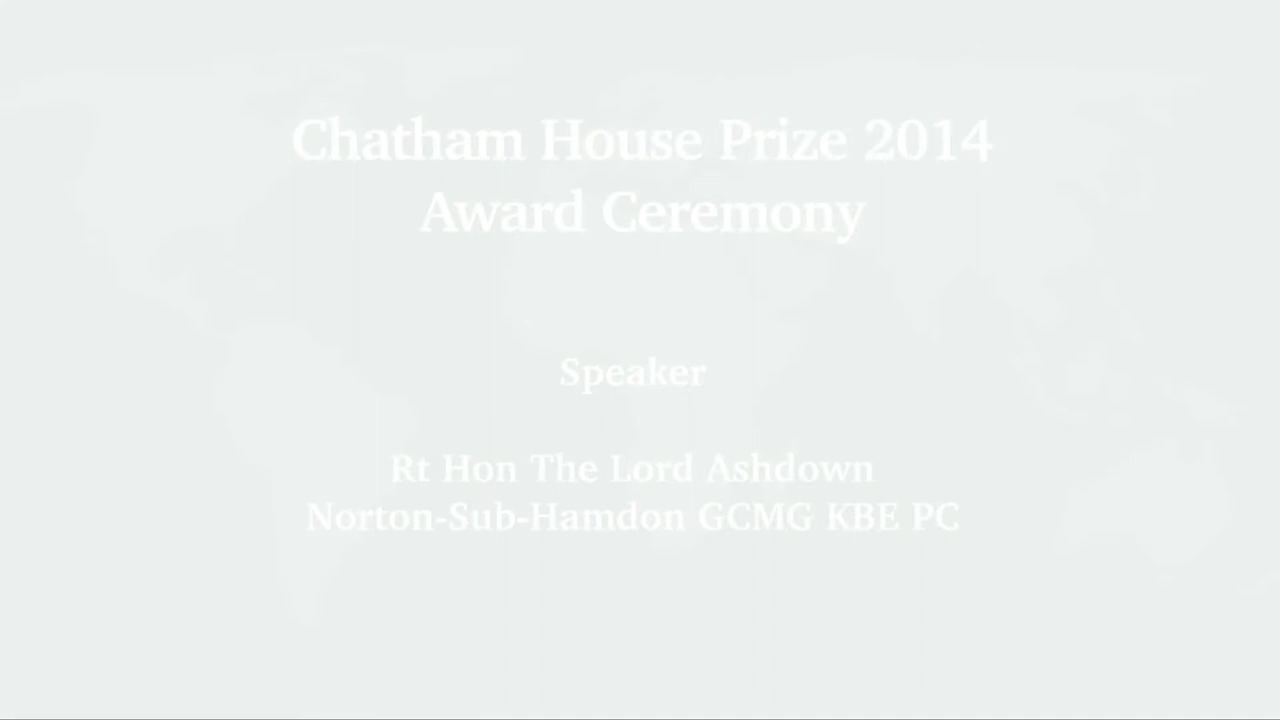 Chatham House Prize 2014
Award Ceremony
Speaker
Rt Hon The Lord Ashdown
Norton-Sub-Hamdon GCMG KBE PC